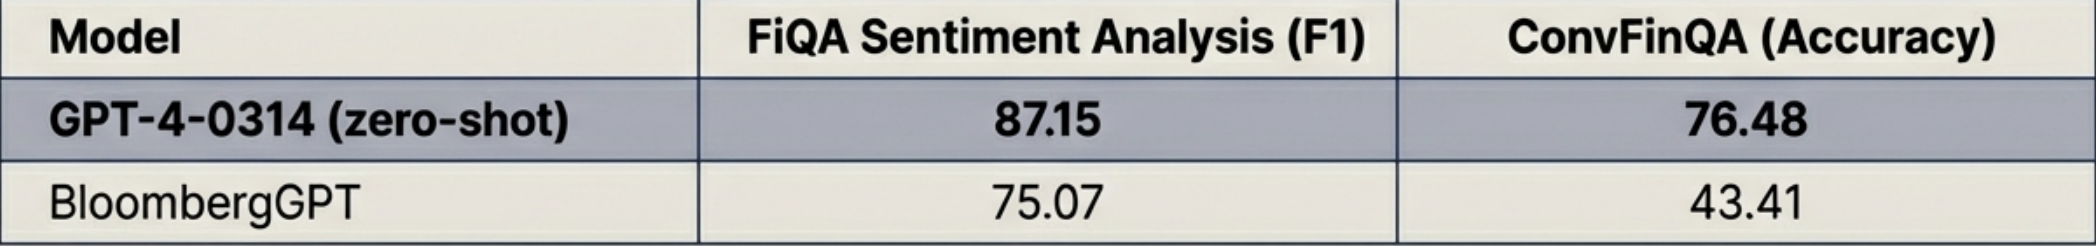 Model FiQA Sentiment Analysis (F1) ConvFinQA (Accuracy)
GPT-4-0314 (zero-shot) 87.15 76.48
BloombergGPT 75.07 43.41